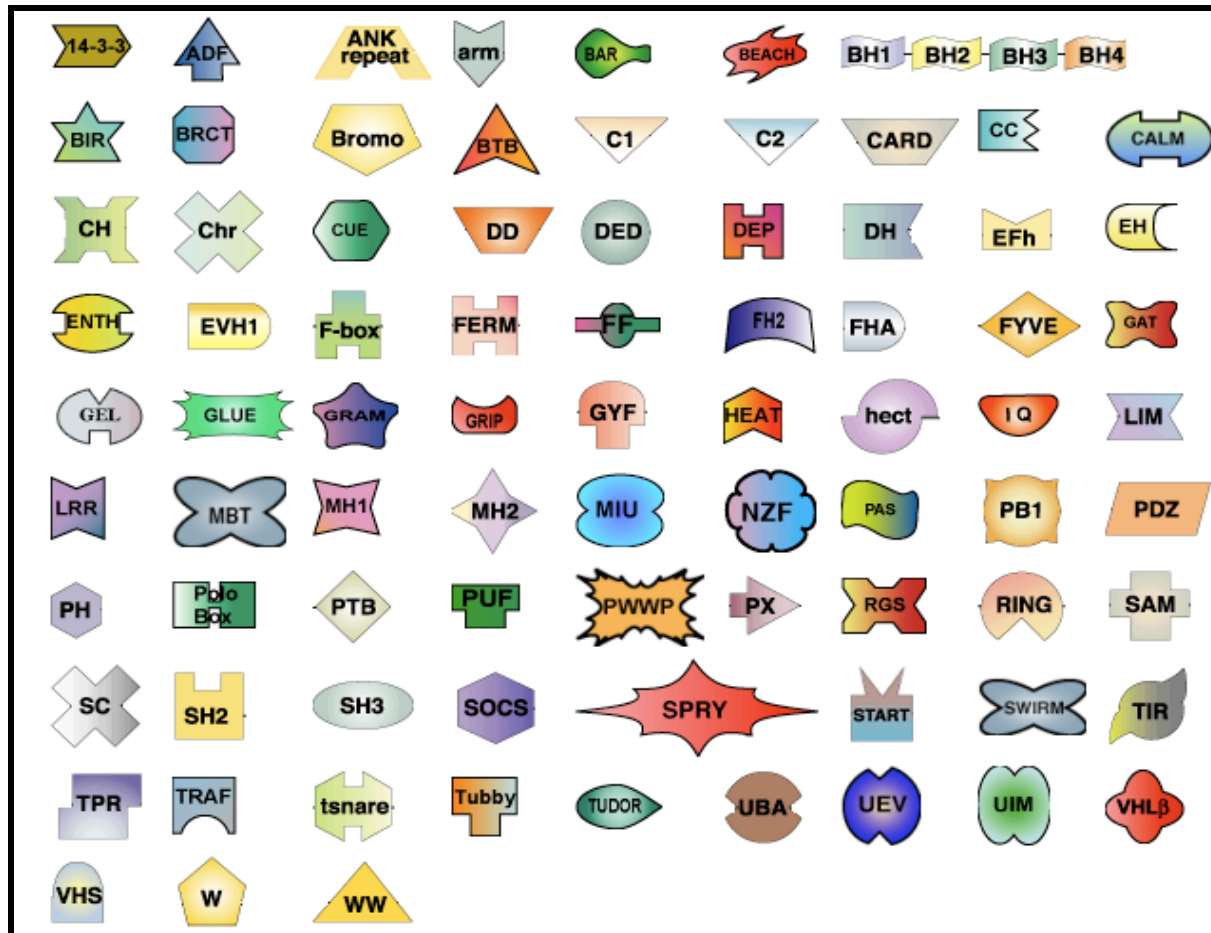 14-3-3 ADF ANK repeat arm BAR BEACH BH1 BH2 BH3 BH4
BIR BRCT Bromo BTB C1 C2 CARD CC CALM
CH Chr CUE DD DED DEP DH EFh EH
ENTH EVH1 F-box FERM FF FH2 FHA FYVE GAT
GEL GLUE GRAM GRIP GYF HEAT hect IQ LIM
LRR MBT MH1 MH2 MIU NZF PAS PB1 PDZ
PH Polo Box PTB PUF PWWP PX RGS RING SAM
SC SH2 SH3 SOCS SPRY START SWIRM TIR
TPR TRAF tsnare Tubby TUDOR UBA UEV UIM VHLβ
VHS W WW